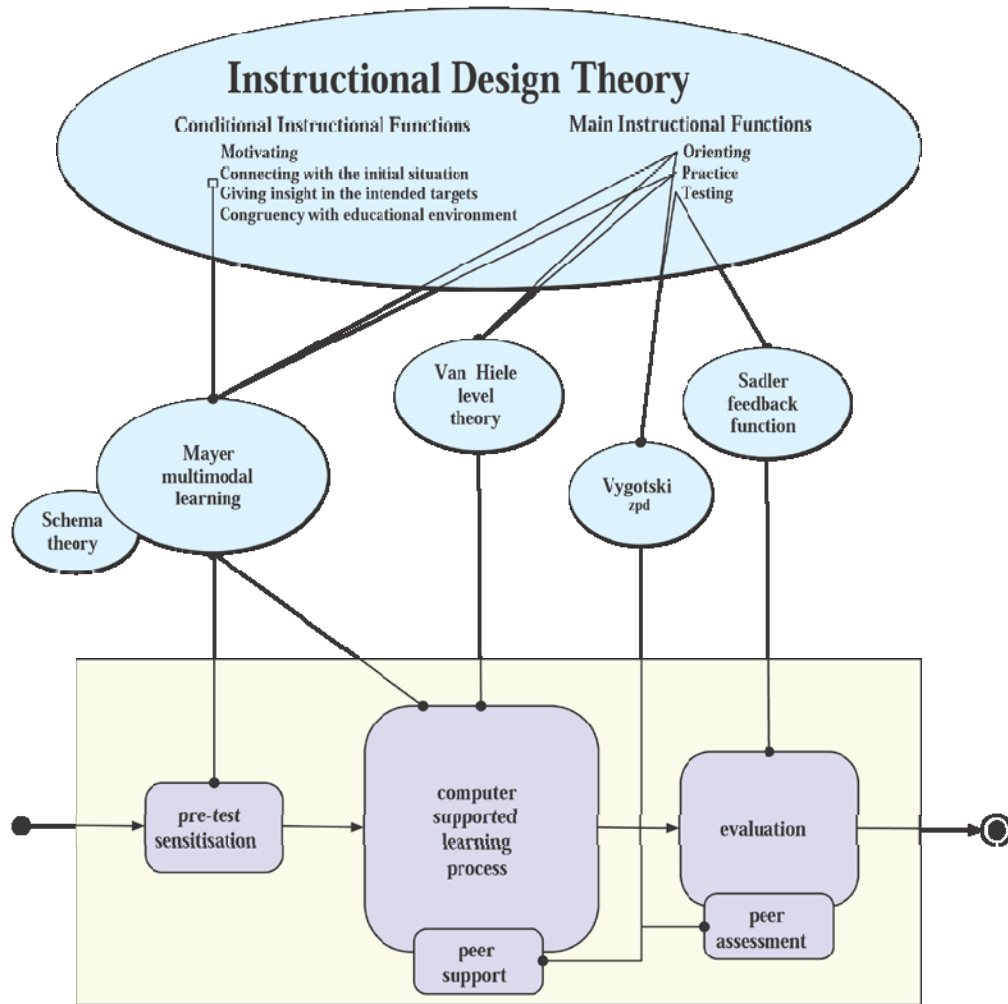 Instructional Design Theory
Conditional Instructional Functions
Motivating
Connecting with the initial situation
Giving insight in the intended targets
Congruency with educational environment
Main Instructional Functions
Orienting
Practice
Testing
Van Hiele
level
theory
Sadler
feedback
function
Mayer
multimodal
learning
Vygotski
zpd
Schema
theory
pre-test
sensitisation
computer
supported
learning
process
evaluation
peer
support
peer
assessment